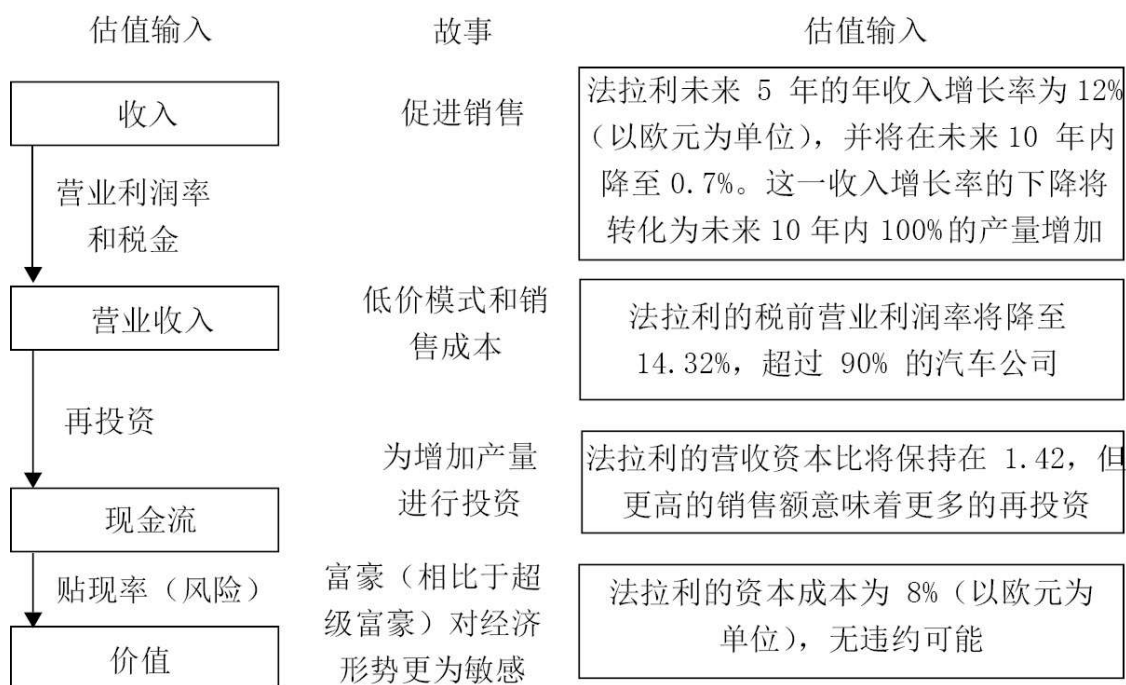 估值输入
故事
估值输入
收入
促进销售
法拉利未来 5 年的年收入增长率为 12%
（以欧元为单位），并将在未来 10 年内
降至 0.7%。这一收入增长率的下降将
转化为未来 10 年内 100%的产量增加
营业利润率
和税金
营业收入
低价模式和销
售成本
法拉利的税前营业利润率将降至
14.32%，超过 90% 的汽车公司
再投资
为增加产量
进行投资
法拉利的营收资本比将保持在 1.42，但
更高的销售额意味着更多的再投资
现金流
贴现率（风险）
富豪（相比于超
级富豪）对经济
形势更为敏感
法拉利的资本成本为 8%（以欧元为
单位），无违约可能
价值